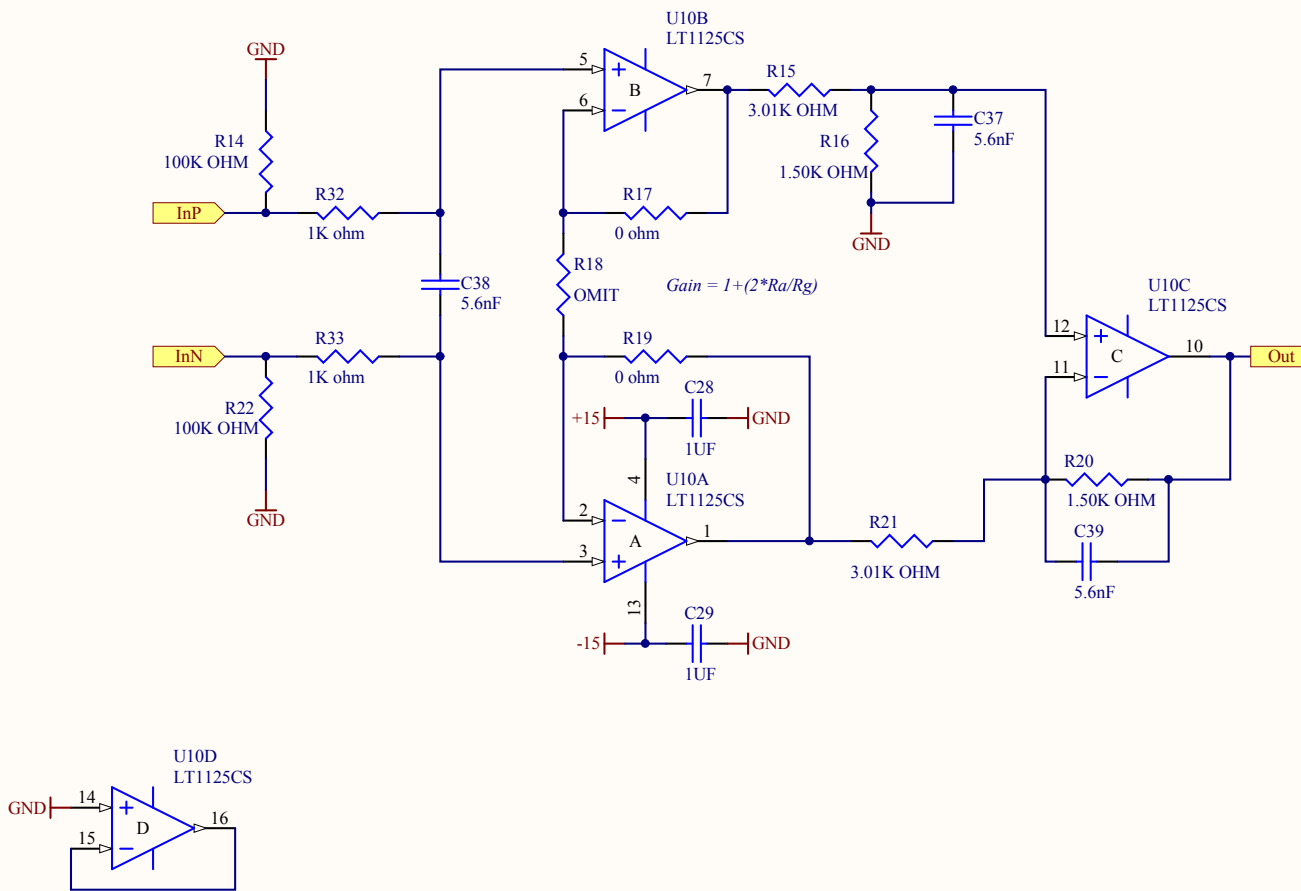 U10B
LT1125CS
GND
5
+
B
7
6
−
R15
3.01K OHM
C37
5.6nF
R16
1.50K OHM
GND
R14
100K OHM
InP
R32
1K ohm
R17
0 ohm
C38
5.6nF
R18
OMIT
Gain = 1+(2*Ra/Rg)
U10C
LT1125CS
12
+
C
10
11
−
Out
InN
R33
1K ohm
R19
0 ohm
R22
100K OHM
GND
C28
+15
GND
1UF
4
U10A
LT1125CS
2
−
A
1
3
+
13
R20
1.50K OHM
C39
5.6nF
R21
3.01K OHM
C29
-15
GND
1UF
U10D
LT1125CS
GND
14
+
D
16
15
−